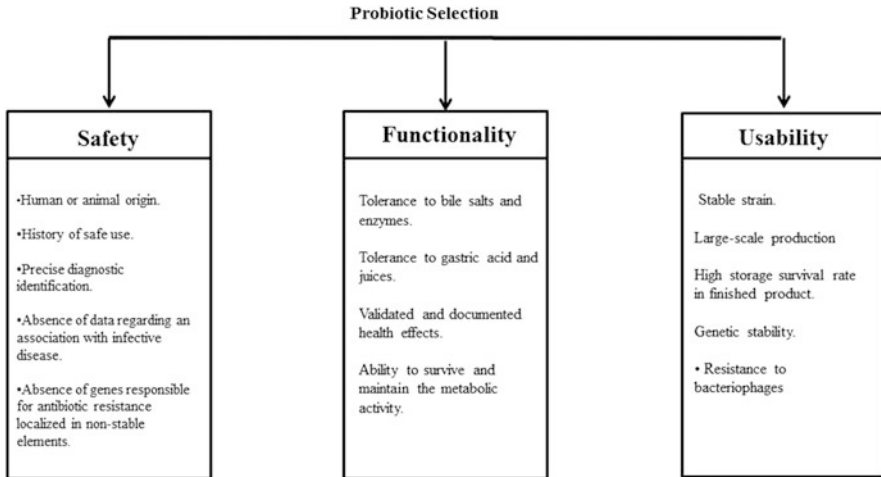 Probiotic Selection
Safety
•Human or animal origin.
•History of safe use.
•Precise diagnostic
identification.
•Absence of data regarding an
association with infective
disease.
•Absence of genes responsible
for antibiotic resistance
localized in non-stable
elements.
Functionality
Tolerance to bile salts and
enzymes.
Tolerance to gastric acid and
juices.
Validated and documented
health effects.
Ability to survive and
maintain the metabolic
activity.
Usability
Stable strain.
Large-scale production
High storage survival rate
in finished product.
Genetic stability.
• Resistance to
bacteriophages